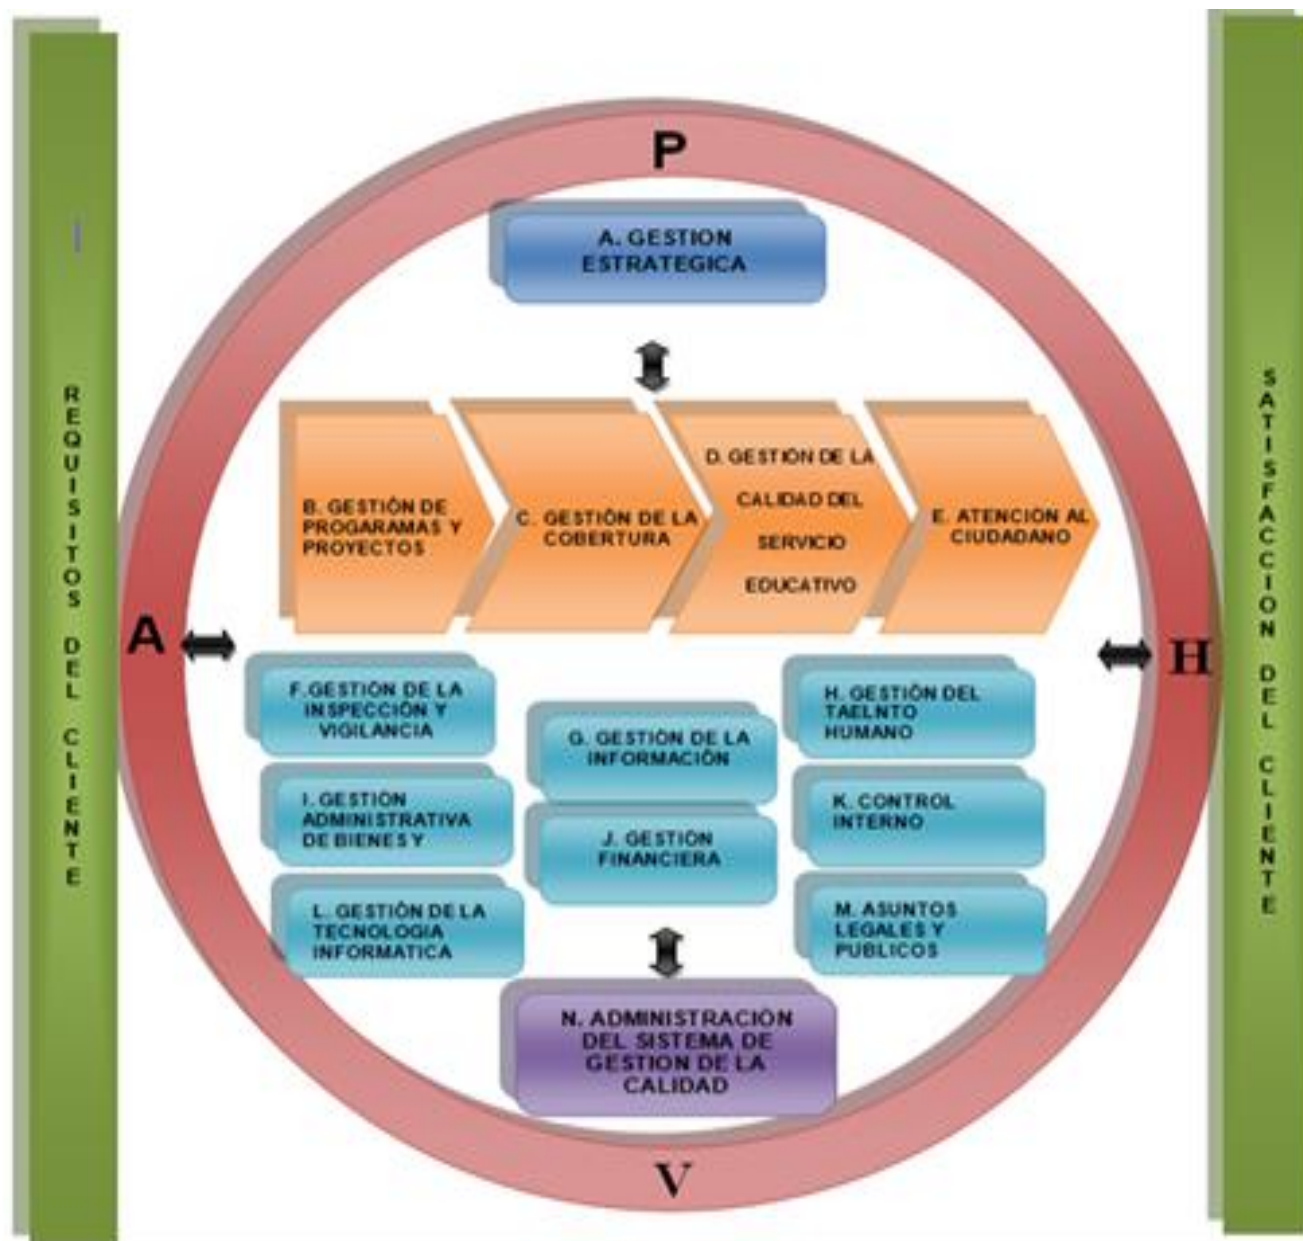 P
A. GESTION
ESTRATEGICA
REQUISITOS DEL CLIENTE
SATISFACCION DEL CLIENTE
B. GESTIÓN DE
PROGARAMAS Y
PROYECTOS
C. GESTIÓN DE LA
COBERTURA
D. GESTIÓN DE LA
CALIDAD DEL
SERVICIO
EDUCATIVO
E. ATENCION AL
CIUDADANO
A
H
F.GESTIÓN DE LA
INSPECCIÓN Y
VIGILANCIA
G. GESTIÓN DE LA
INFORMACIÓN
H. GESTIÓN DEL
TAELNTO
HUMANO
I. GESTIÓN
ADMINISTRATIVA
DE BIENES Y
J. GESTIÓN
FINANCIERA
K. CONTROL
INTERNO
L. GESTIÓN DE LA
TECNOLOGIA
INFORMATICA
M. ASUNTOS
LEGALES Y
PUBLICOS
N. ADMINISTRACIÓN
DEL SISTEMA DE
GESTION DE LA
CALIDAD
V